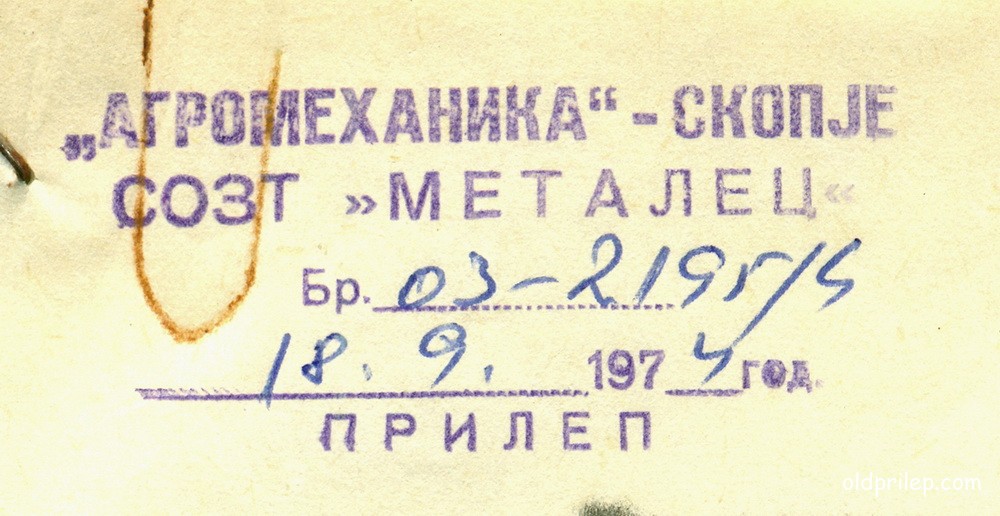 „АГРОМЕХАНИКА“ - СКОПЈЕ
СОЗТ »МЕТАЛЕЦ«
Бр. 03-2195/4
18. 9. 1974 год.
ПРИЛЕП
oldprilep.com